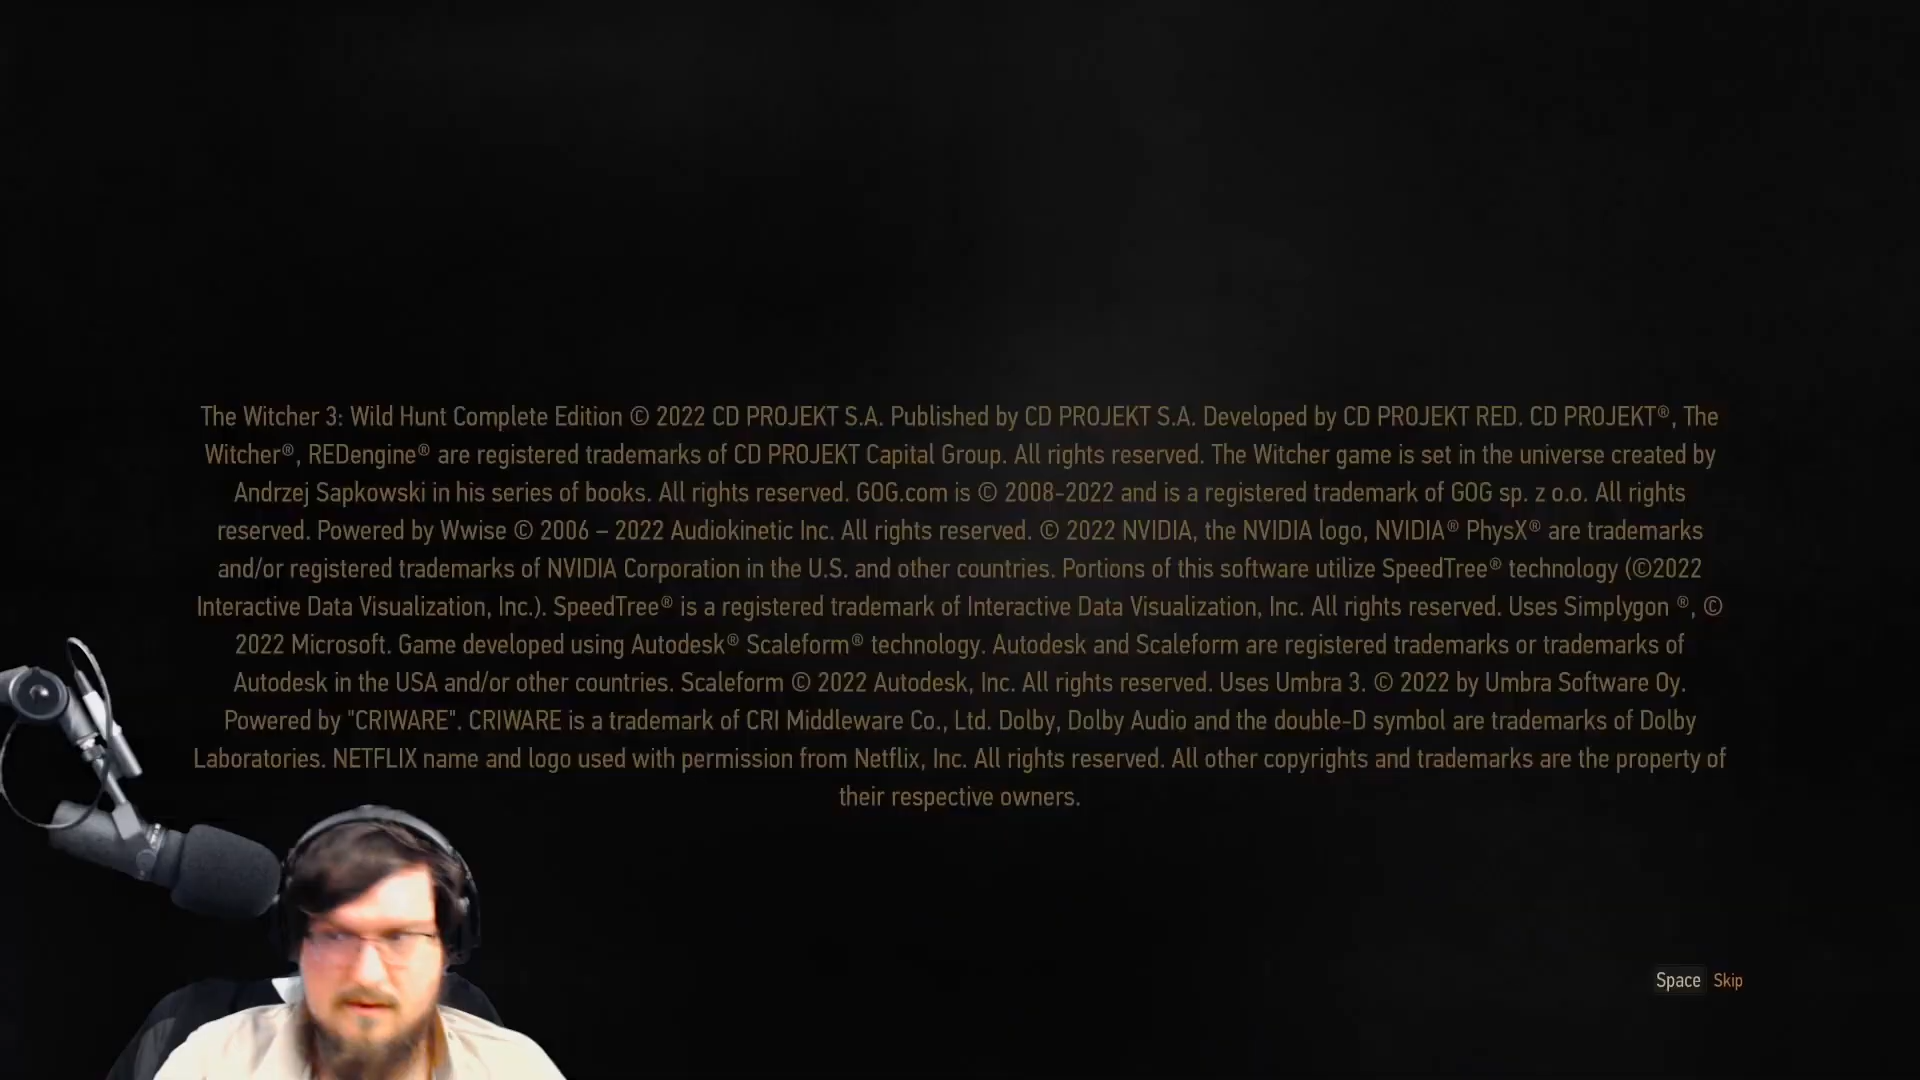 The Witcher 3: Wild Hunt Complete Edition © 2022 CD PROJEKT S.A. Published by CD PROJEKT S.A. Developed by CD PROJEKT RED. CD PROJEKT®, The
Witcher®, REDengine® are registered trademarks of CD PROJEKT Capital Group. All rights reserved. The Witcher game is set in the universe created by
Andrzej Sapkowski in his series of books. All rights reserved. GOG.com is © 2008-2022 and is a registered trademark of GOG sp. z o.o. All rights
reserved. Powered by Wwise © 2006 – 2022 Audiokinetic Inc. All rights reserved. © 2022 NVIDIA, the NVIDIA logo, NVIDIA® PhysX® are trademarks
and/or registered trademarks of NVIDIA Corporation in the U.S. and other countries. Portions of this software utilize SpeedTree® technology (©2022
Interactive Data Visualization, Inc.). SpeedTree® is a registered trademark of Interactive Data Visualization, Inc. All rights reserved. Uses Simplygon ®, ©
2022 Microsoft. Game developed using Autodesk® Scaleform® technology. Autodesk and Scaleform are registered trademarks or trademarks of
Autodesk in the USA and/or other countries. Scaleform © 2022 Autodesk, Inc. All rights reserved. Uses Umbra 3. © 2022 by Umbra Software Oy.
Powered by "CRIWARE". CRIWARE is a trademark of CRI Middleware Co., Ltd. Dolby, Dolby Audio and the double-D symbol are trademarks of Dolby
Laboratories. NETFLIX name and logo used with permission from Netflix, Inc. All rights reserved. All other copyrights and trademarks are the property of
their respective owners.
Space Skip